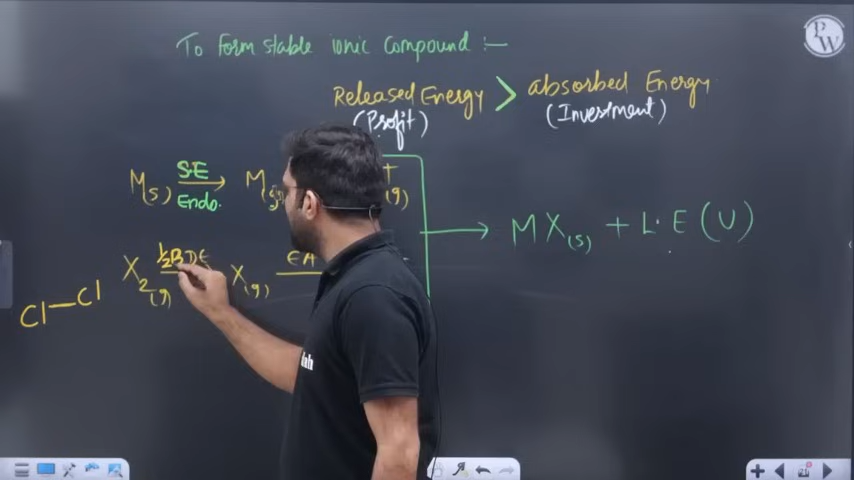 To form stable ionic compound :—
Released Energy > absorbed Energy
(Profit) (Investment)
M(s) S.E → M
Endo.
+
(g)
→ MX(s) + L.E (U)
X2(g) ½BDE X(g) EA
Cl—Cl
PW